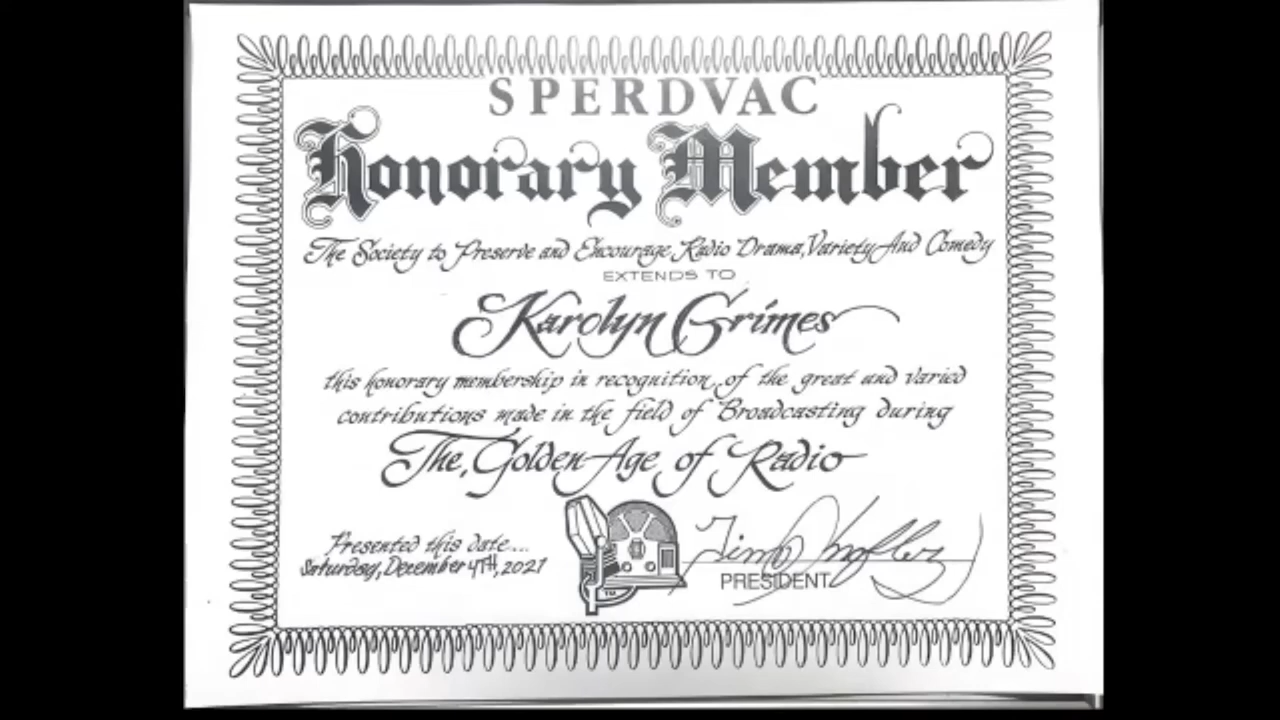 SPERDVAC
Honorary Member
The Society to Preserve and Encourage Radio Drama, Variety And Comedy
EXTENDS TO
Karolyn Grimes
this honorary membership in recognition of the great and varied
contributions made in the field of Broadcasting during
The Golden Age of Radio
Presented this date...
Saturday, December 4TH, 2021
TM
PRESIDENT